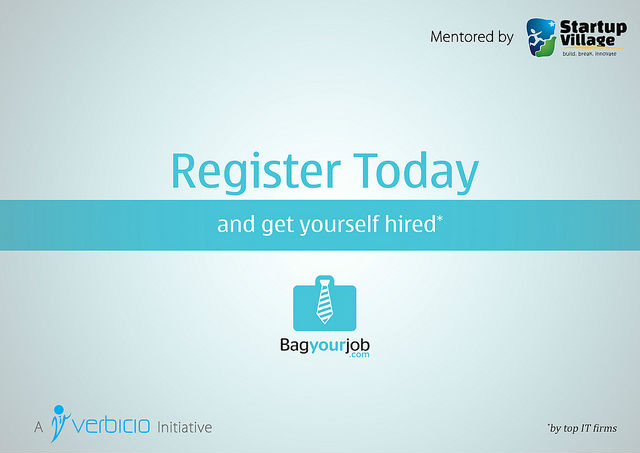 Mentored by
Startup
Village
build. break. innovate
Register Today
and get yourself hired*
Bagyourjob
.com
A verbicio Initiative
*by top IT firms